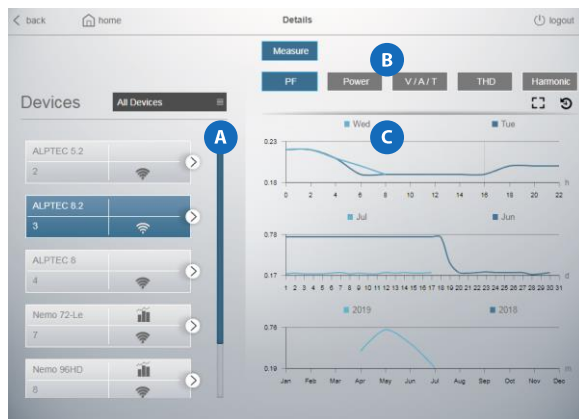 back
home
Details
logout
Measure
B
PF
Power
V / A / T
THD
Harmonic
Devices
All Devices
A
C
Wed
Tue
ALPTEC 5.2
2
0.23
0.18
0 2 4 6 8 10 12 14 16 18 20 22 h
ALPTEC 8.2
3
Jul
Jun
0.78
0.17
1 2 3 4 5 6 7 8 9 10 11 12 13 14 15 16 17 18 19 20 21 22 23 24 25 26 27 28 29 30 31 d
ALPTEC 8
4
Nemo 72-Le
7
2019
2018
0.76
0.19
Jan Feb Mar Apr May Jun Jul Aug Sep Oct Nov Dec m
Nemo 96HD
8